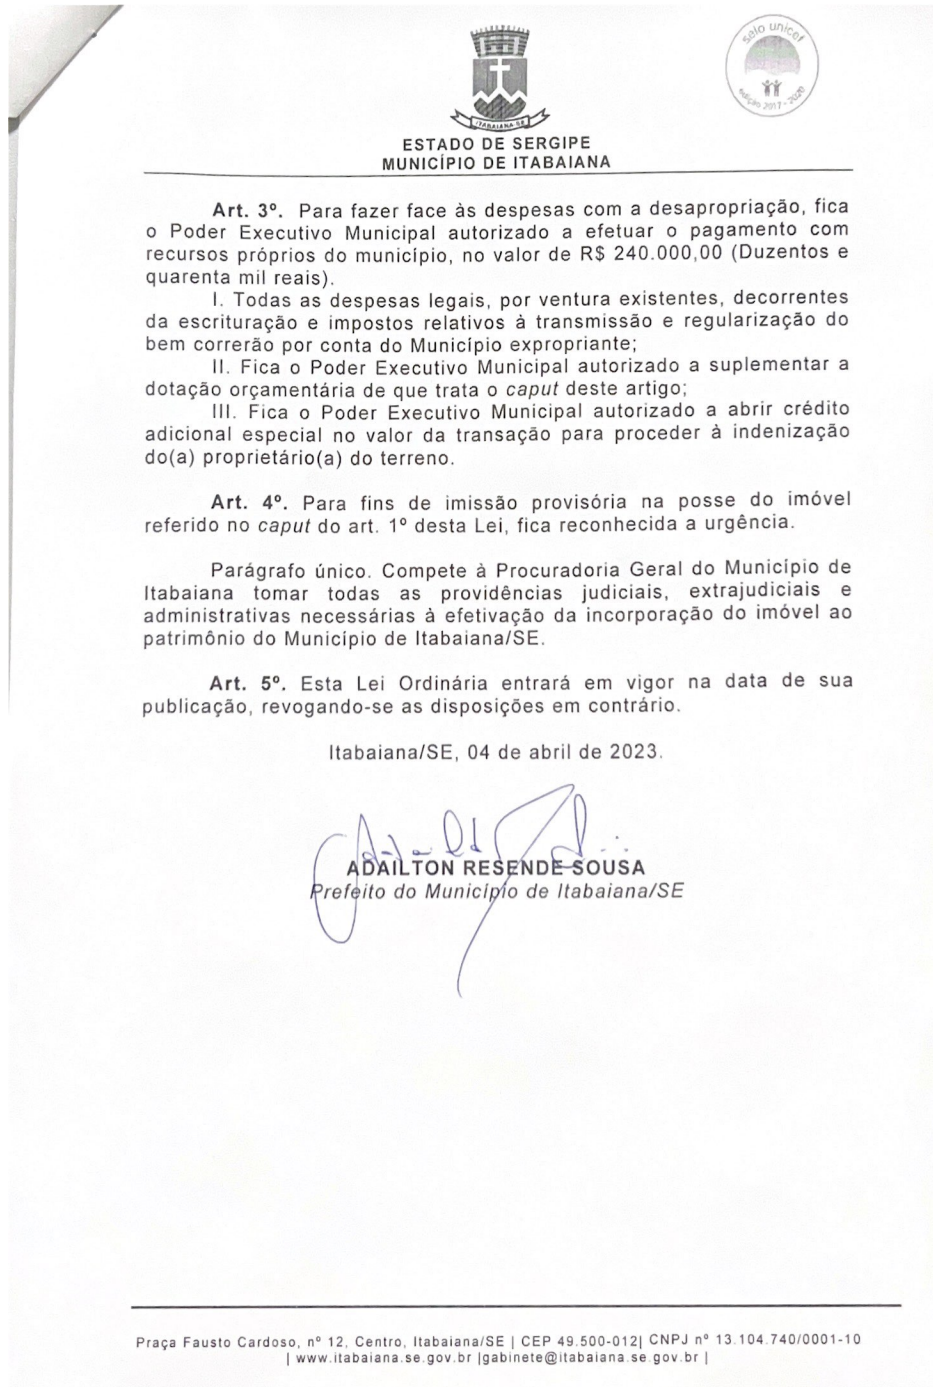 selo unicef
edição 2017 - 2020
ITABAIANA-SE
ESTADO DE SERGIPE
MUNICÍPIO DE ITABAIANA
Art. 3º. Para fazer face às despesas com a desapropriação, fica
o Poder Executivo Municipal autorizado a efetuar o pagamento com
recursos próprios do município, no valor de R$ 240.000,00 (Duzentos e
quarenta mil reais).
I. Todas as despesas legais, por ventura existentes, decorrentes
da escrituração e impostos relativos à transmissão e regularização do
bem correrão por conta do Município expropriante;
II. Fica o Poder Executivo Municipal autorizado a suplementar a
dotação orçamentária de que trata o caput deste artigo;
III. Fica o Poder Executivo Municipal autorizado a abrir crédito
adicional especial no valor da transação para proceder à indenização
do(a) proprietário(a) do terreno.
Art. 4º. Para fins de imissão provisória na posse do imóvel
referido no caput do art. 1º desta Lei, fica reconhecida a urgência.
Parágrafo único. Compete à Procuradoria Geral do Município de
Itabaiana tomar todas as providências judiciais, extrajudiciais e
administrativas necessárias à efetivação da incorporação do imóvel ao
patrimônio do Município de Itabaiana/SE.
Art. 5º. Esta Lei Ordinária entrará em vigor na data de sua
publicação, revogando-se as disposições em contrário.
Itabaiana/SE, 04 de abril de 2023.
ADAILTON RESENDE SOUSA
Prefeito do Município de Itabaiana/SE
Praça Fausto Cardoso, nº 12, Centro, Itabaiana/SE | CEP 49.500-012| CNPJ nº 13.104.740/0001-10
| www.itabaiana.se.gov.br |gabinete@itabaiana.se.gov.br |